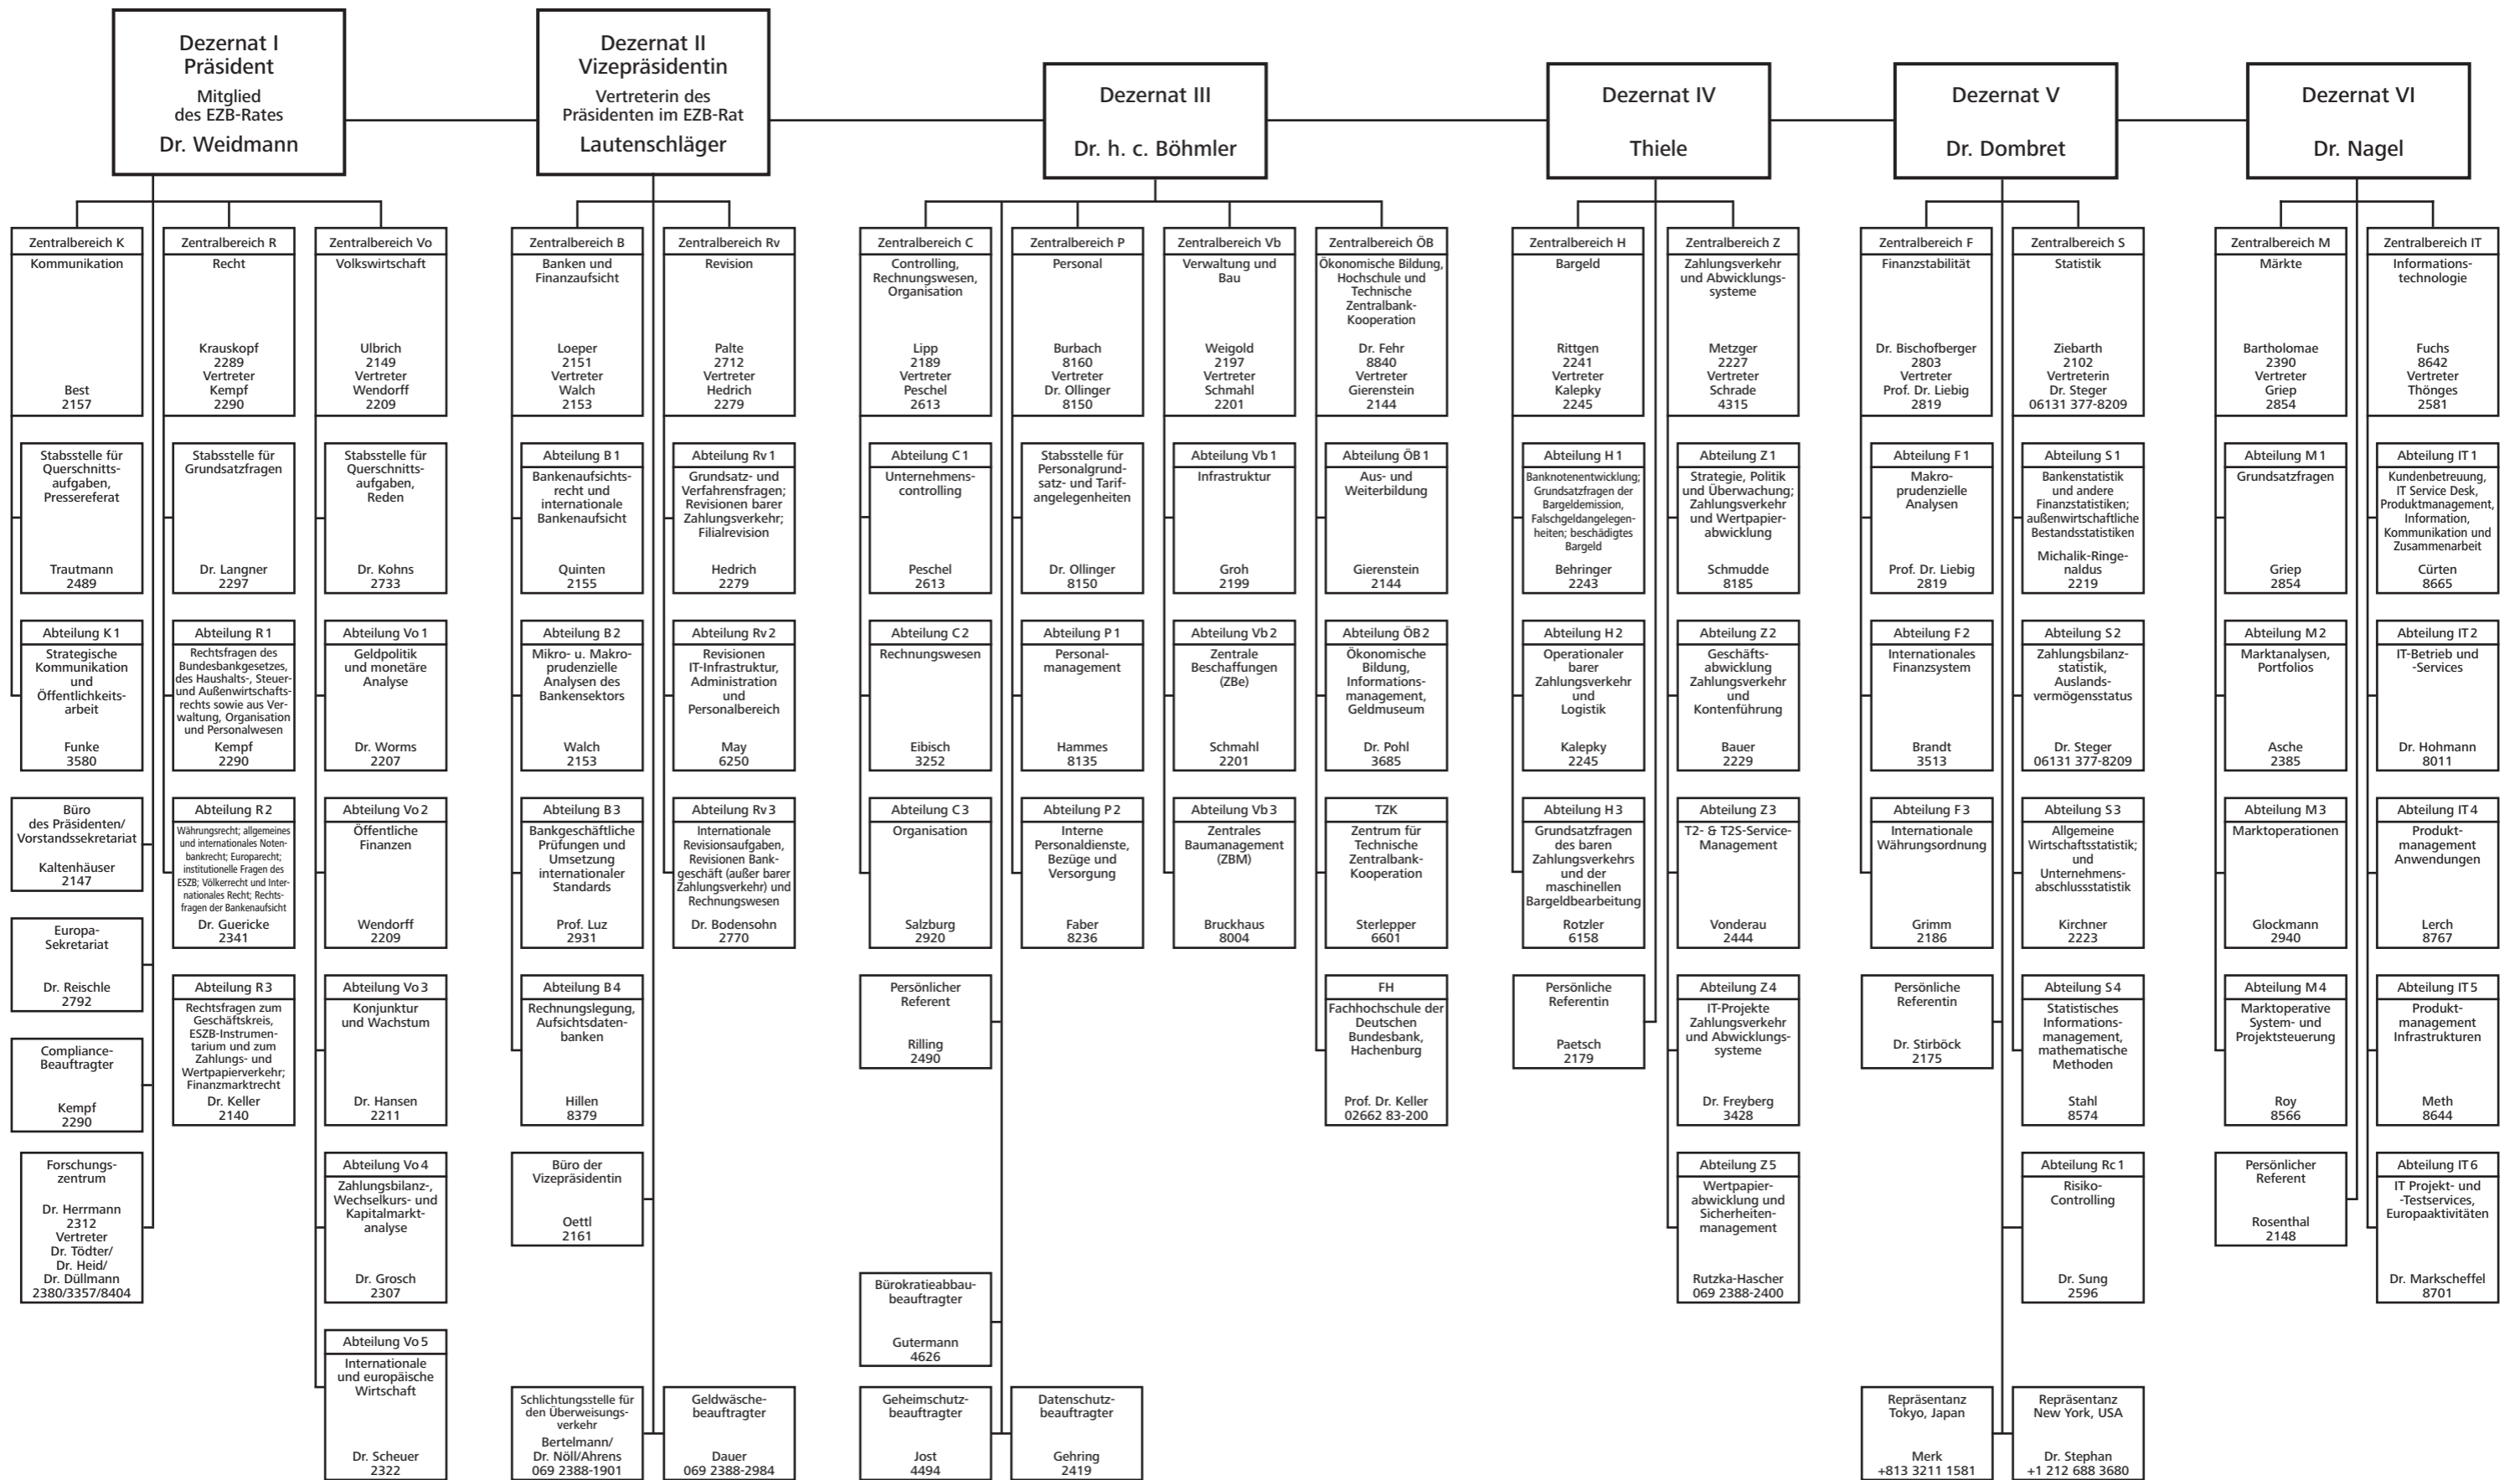 Dezernat I
Präsident
Mitglied
des EZB-Rates
Dr. Weidmann
Dezernat II
Vizepräsidentin
Vertreterin des
Präsidenten im EZB-Rat
Lautenschläger
Dezernat III
Dr. h. c. Böhmler
Dezernat IV
Thiele
Dezernat V
Dr. Dombret
Dezernat VI
Dr. Nagel
Zentralbereich K
Kommunikation
Best
2157
Stabsstelle für
Querschnitts-
aufgaben,
Pressereferat
Trautmann
2489
Abteilung K 1
Strategische
Kommunikation
und
Öffentlichkeits-
arbeit
Funke
3580
Büro
des Präsidenten/
Vorstandssekretariat
Kaltenhäuser
2147
Europa-
Sekretariat
Dr. Reischle
2792
Compliance-
Beauftragter
Kempf
2290
Forschungs-
zentrum
Dr. Herrmann
2312
Vertreter
Dr. Tödter/
Dr. Heid/
Dr. Düllmann
2380/3357/8404
Zentralbereich R
Recht
Krauskopf
2289
Vertreter
Kempf
2290
Stabsstelle für
Grundsatzfragen
Dr. Langner
2297
Abteilung R 1
Rechtsfragen des
Bundesbankgesetzes,
des Haushalts-, Steuer-
und Außenwirtschafts-
rechts sowie aus Ver-
waltung, Organisation
und Personalwesen
Kempf
2290
Abteilung R 2
Währungsrecht; allgemeines
und internationales Noten-
bankrecht; Europarecht;
institutionelle Fragen des
ESZB; Völkerrecht und Inter-
nationales Recht; Rechts-
fragen der Bankenaufsicht
Dr. Guericke
2341
Abteilung R 3
Rechtsfragen zum
Geschäftskreis,
ESZB-Instrumen-
tarium und zum
Zahlungs- und
Wertpapierverkehr;
Finanzmarktrecht
Dr. Keller
2140
Zentralbereich Vo
Volkswirtschaft
Ulbrich
2149
Vertreter
Wendorff
2209
Stabsstelle für
Querschnitts-
aufgaben,
Reden
Dr. Kohns
2733
Abteilung Vo 1
Geldpolitik
und monetäre
Analyse
Dr. Worms
2207
Abteilung Vo 2
Öffentliche
Finanzen
Wendorff
2209
Abteilung Vo 3
Konjunktur
und Wachstum
Dr. Hansen
2211
Abteilung Vo 4
Zahlungsbilanz-,
Wechselkurs- und
Kapitalmarkt-
analyse
Dr. Grosch
2307
Abteilung Vo 5
Internationale
und europäische
Wirtschaft
Dr. Scheuer
2322
Zentralbereich B
Banken und
Finanzaufsicht
Loeper
2151
Vertreter
Walch
2153
Abteilung B 1
Bankenaufsichts-
recht und
internationale
Bankenaufsicht
Quinten
2155
Abteilung B 2
Mikro- u. Makro-
prudenzielle
Analysen des
Bankensektors
Walch
2153
Abteilung B 3
Bankgeschäftliche
Prüfungen und
Umsetzung
internationaler
Standards
Prof. Luz
2931
Abteilung B 4
Rechnungslegung,
Aufsichtsdaten-
banken
Hillen
8379
Büro der
Vizepräsidentin
Oettl
2161
Schlichtungsstelle für
den Überweisungs-
verkehr
Bertelmann/
Dr. Nöll/Ahrens
069 2388-1901
Zentralbereich Rv
Revision
Palte
2712
Vertreter
Hedrich
2279
Abteilung Rv 1
Grundsatz- und
Verfahrensfragen;
Revisionen barer
Zahlungsverkehr;
Filialrevision
Hedrich
2279
Abteilung Rv 2
Revisionen
IT-Infrastruktur,
Administration
und
Personalbereich
May
6250
Abteilung Rv 3
Internationale
Revisionsaufgaben,
Revisionen Bank-
geschäft (außer barer
Zahlungsverkehr) und
Rechnungswesen
Dr. Bodensohn
2770
Geldwäsche-
beauftragter
Dauer
069 2388-2984
Zentralbereich C
Controlling,
Rechnungswesen,
Organisation
Lipp
2189
Vertreter
Peschel
2613
Abteilung C 1
Unternehmens-
controlling
Peschel
2613
Abteilung C 2
Rechnungswesen
Eibisch
3252
Abteilung C 3
Organisation
Salzburg
2920
Persönlicher
Referent
Rilling
2490
Bürokratieabbau-
beauftragter
Gutermann
4626
Geheimschutz-
beauftragter
Jost
4494
Zentralbereich P
Personal
Burbach
8160
Vertreter
Dr. Ollinger
8150
Stabsstelle für
Personalgrund-
satz- und Tarif-
angelegenheiten
Dr. Ollinger
8150
Abteilung P 1
Personal-
management
Hammes
8135
Abteilung P 2
Interne
Personaldienste,
Bezüge und
Versorgung
Faber
8236
Datenschutz-
beauftragter
Gehring
2419
Zentralbereich Vb
Verwaltung und
Bau
Weigold
2197
Vertreter
Schmahl
2201
Abteilung Vb 1
Infrastruktur
Groh
2199
Abteilung Vb 2
Zentrale
Beschaffungen
(ZBe)
Schmahl
2201
Abteilung Vb 3
Zentrales
Baumanagement
(ZBM)
Bruckhaus
8004
Zentralbereich ÖB
Ökonomische Bildung,
Hochschule und
Technische
Zentralbank-
Kooperation
Dr. Fehr
8840
Vertreter
Gierenstein
2144
Abteilung ÖB 1
Aus- und
Weiterbildung
Gierenstein
2144
Abteilung ÖB 2
Ökonomische
Bildung,
Informations-
management,
Geldmuseum
Dr. Pohl
3685
TZK
Zentrum für
Technische
Zentralbank-
Kooperation
Sterlepper
6601
FH
Fachhochschule der
Deutschen
Bundesbank,
Hachenburg
Prof. Dr. Keller
02662 83-200
Zentralbereich H
Bargeld
Rittgen
2241
Vertreter
Kalepky
2245
Abteilung H 1
Banknotenentwicklung;
Grundsatzfragen der
Bargeldemission,
Falschgeldangelegen-
heiten; beschädigtes
Bargeld
Behringer
2243
Abteilung H 2
Operationaler
barer
Zahlungsverkehr
und
Logistik
Kalepky
2245
Abteilung H 3
Grundsatzfragen
des baren
Zahlungsverkehrs
und der
maschinellen
Bargeldbearbeitung
Rotzler
6158
Persönliche
Referentin
Paetsch
2179
Zentralbereich Z
Zahlungsverkehr
und Abwicklungs-
systeme
Metzger
2227
Vertreter
Schrade
4315
Abteilung Z 1
Strategie, Politik
und Überwachung;
Zahlungsverkehr
und Wertpapier-
abwicklung
Schmudde
8185
Abteilung Z 2
Geschäfts-
abwicklung
Zahlungsverkehr
und
Kontenführung
Bauer
2229
Abteilung Z 3
T2- & T2S-Service-
Management
Vonderau
2444
Abteilung Z 4
IT-Projekte
Zahlungsverkehr
und Abwicklungs-
systeme
Dr. Freyberg
3428
Abteilung Z 5
Wertpapier-
abwicklung und
Sicherheiten-
management
Rutzka-Hascher
069 2388-2400
Zentralbereich F
Finanzstabilität
Dr. Bischofberger
2803
Vertreter
Prof. Dr. Liebig
2819
Abteilung F 1
Makro-
prudenzielle
Analysen
Prof. Dr. Liebig
2819
Abteilung F 2
Internationales
Finanzsystem
Brandt
3513
Abteilung F 3
Internationale
Währungsordnung
Grimm
2186
Persönliche
Referentin
Dr. Stirböck
2175
Repräsentanz
Tokyo, Japan
Merk
+813 3211 1581
Zentralbereich S
Statistik
Ziebarth
2102
Vertreterin
Dr. Steger
06131 377-8209
Abteilung S 1
Bankenstatistik
und andere
Finanzstatistiken;
außenwirtschaftliche
Bestandsstatistiken
Michalik-Ringe-
naldus
2219
Abteilung S 2
Zahlungsbilanz-
statistik,
Auslands-
vermögensstatus
Dr. Steger
06131 377-8209
Abteilung S 3
Allgemeine
Wirtschaftsstatistik;
und
Unternehmens-
abschlussstatistik
Kirchner
2223
Abteilung S 4
Statistisches
Informations-
management,
mathematische
Methoden
Stahl
8574
Abteilung Rc 1
Risiko-
Controlling
Dr. Sung
2596
Repräsentanz
New York, USA
Dr. Stephan
+1 212 688 3680
Zentralbereich M
Märkte
Bartholomae
2390
Vertreter
Griep
2854
Abteilung M 1
Grundsatzfragen
Griep
2854
Abteilung M 2
Marktanalysen,
Portfolios
Asche
2385
Abteilung M 3
Marktoperationen
Glockmann
2940
Abteilung M 4
Marktoperative
System- und
Projektsteuerung
Roy
8566
Persönlicher
Referent
Rosenthal
2148
Zentralbereich IT
Informations-
technologie
Fuchs
8642
Vertreter
Thönges
2581
Abteilung IT 1
Kundenbetreuung,
IT Service Desk,
Produktmanagement,
Information,
Kommunikation und
Zusammenarbeit
Cürten
8665
Abteilung IT 2
IT-Betrieb und
-Services
Dr. Hohmann
8011
Abteilung IT 4
Produkt-
management
Anwendungen
Lerch
8767
Abteilung IT 5
Produkt-
management
Infrastrukturen
Meth
8644
Abteilung IT 6
IT Projekt- und
-Testservices,
Europaaktivitäten
Dr. Markscheffel
8701